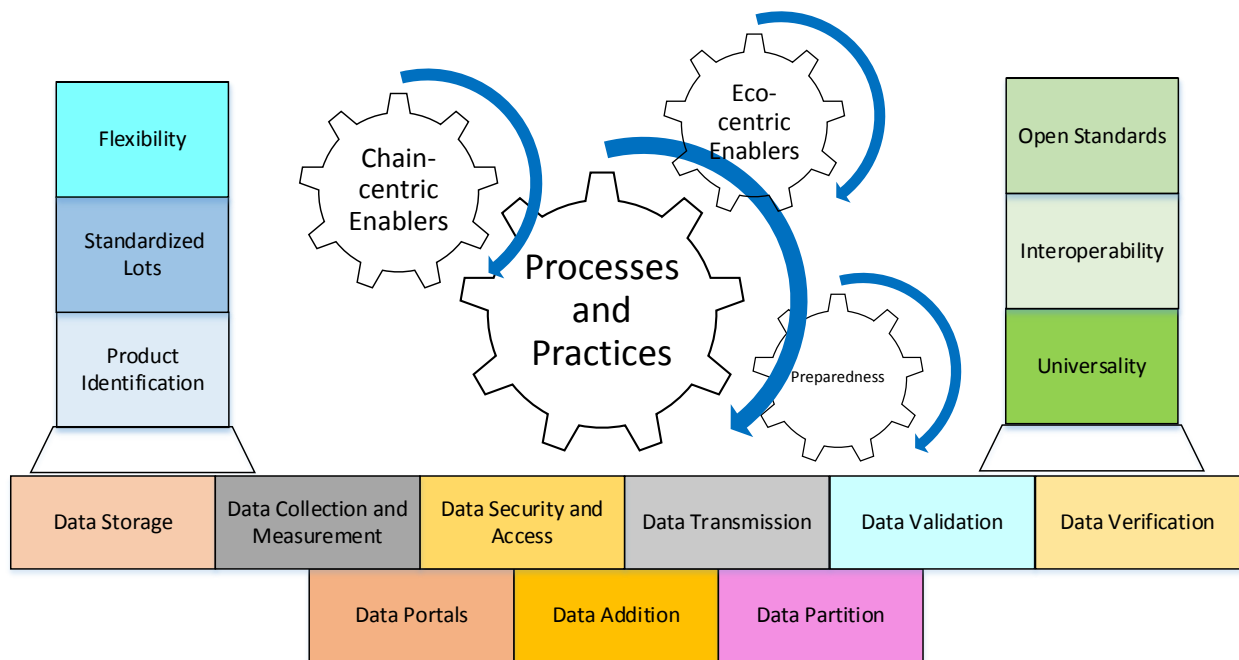 Flexibility
Standardized
Lots
Product
Identification
Chain-
centric
Enablers
Eco-
centric
Enablers
Processes
and
Practices
Preparedness
Open Standards
Interoperability
Universality
Data Storage
Data Collection and
Measurement
Data Security and
Access
Data Transmission
Data Validation
Data Verification
Data Portals
Data Addition
Data Partition